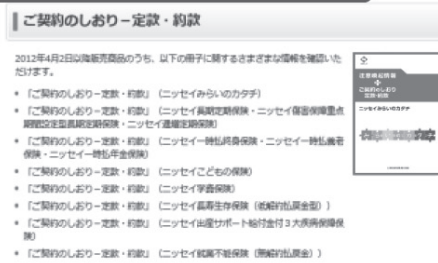 ご契約のしおり－定款・約款
2012年4月2日以降販売商品のうち、以下の冊子に関するさまざまな情報を確認いた
だけます。
「ご契約のしおり－定款・約款」（ニッセイみらいのカタチ）
「ご契約のしおり－定款・約款」（ニッセイ長期定期保険・ニッセイ傷害保障重点
期間設定型長期定期保険・ニッセイ逓増定期保険）
「ご契約のしおり－定款・約款」（ニッセイ一時払終身保険・ニッセイ一時払養老
保険・ニッセイ一時払年金保険）
「ご契約のしおり－定款・約款」（ニッセイこどもの保険）
「ご契約のしおり－定款・約款」（ニッセイ学資保険）
「ご契約のしおり－定款・約款」（ニッセイ長寿生存保険（低解約払戻金型））
「ご契約のしおり－定款・約款」（ニッセイ出産サポート給付金付３大疾病保障保
険）
「ご契約のしおり－定款・約款」（ニッセイ就業不能保険（無解約払戻金））
注意喚起情報
ご契約のしおり
定款・約款
ニッセイみらいのカタチ